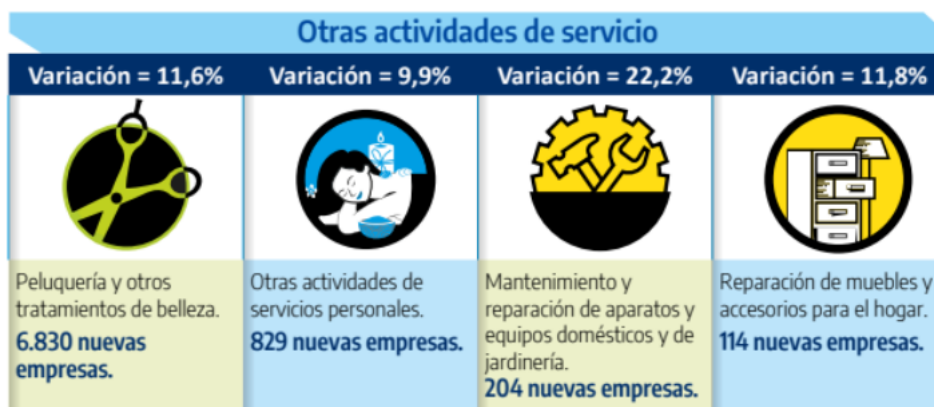 Otras actividades de servicio
Variación = 11,6%
Variación = 9,9%
Variación = 22,2%
Variación = 11,8%
Peluquería y otros
tratamientos de belleza.
6.830 nuevas
empresas.
Otras actividades de
servicios personales.
829 nuevas empresas.
Mantenimiento y
reparación de aparatos y
equipos domésticos y de
jardinería.
204 nuevas empresas.
Reparación de muebles y
accesorios para el hogar.
114 nuevas empresas.